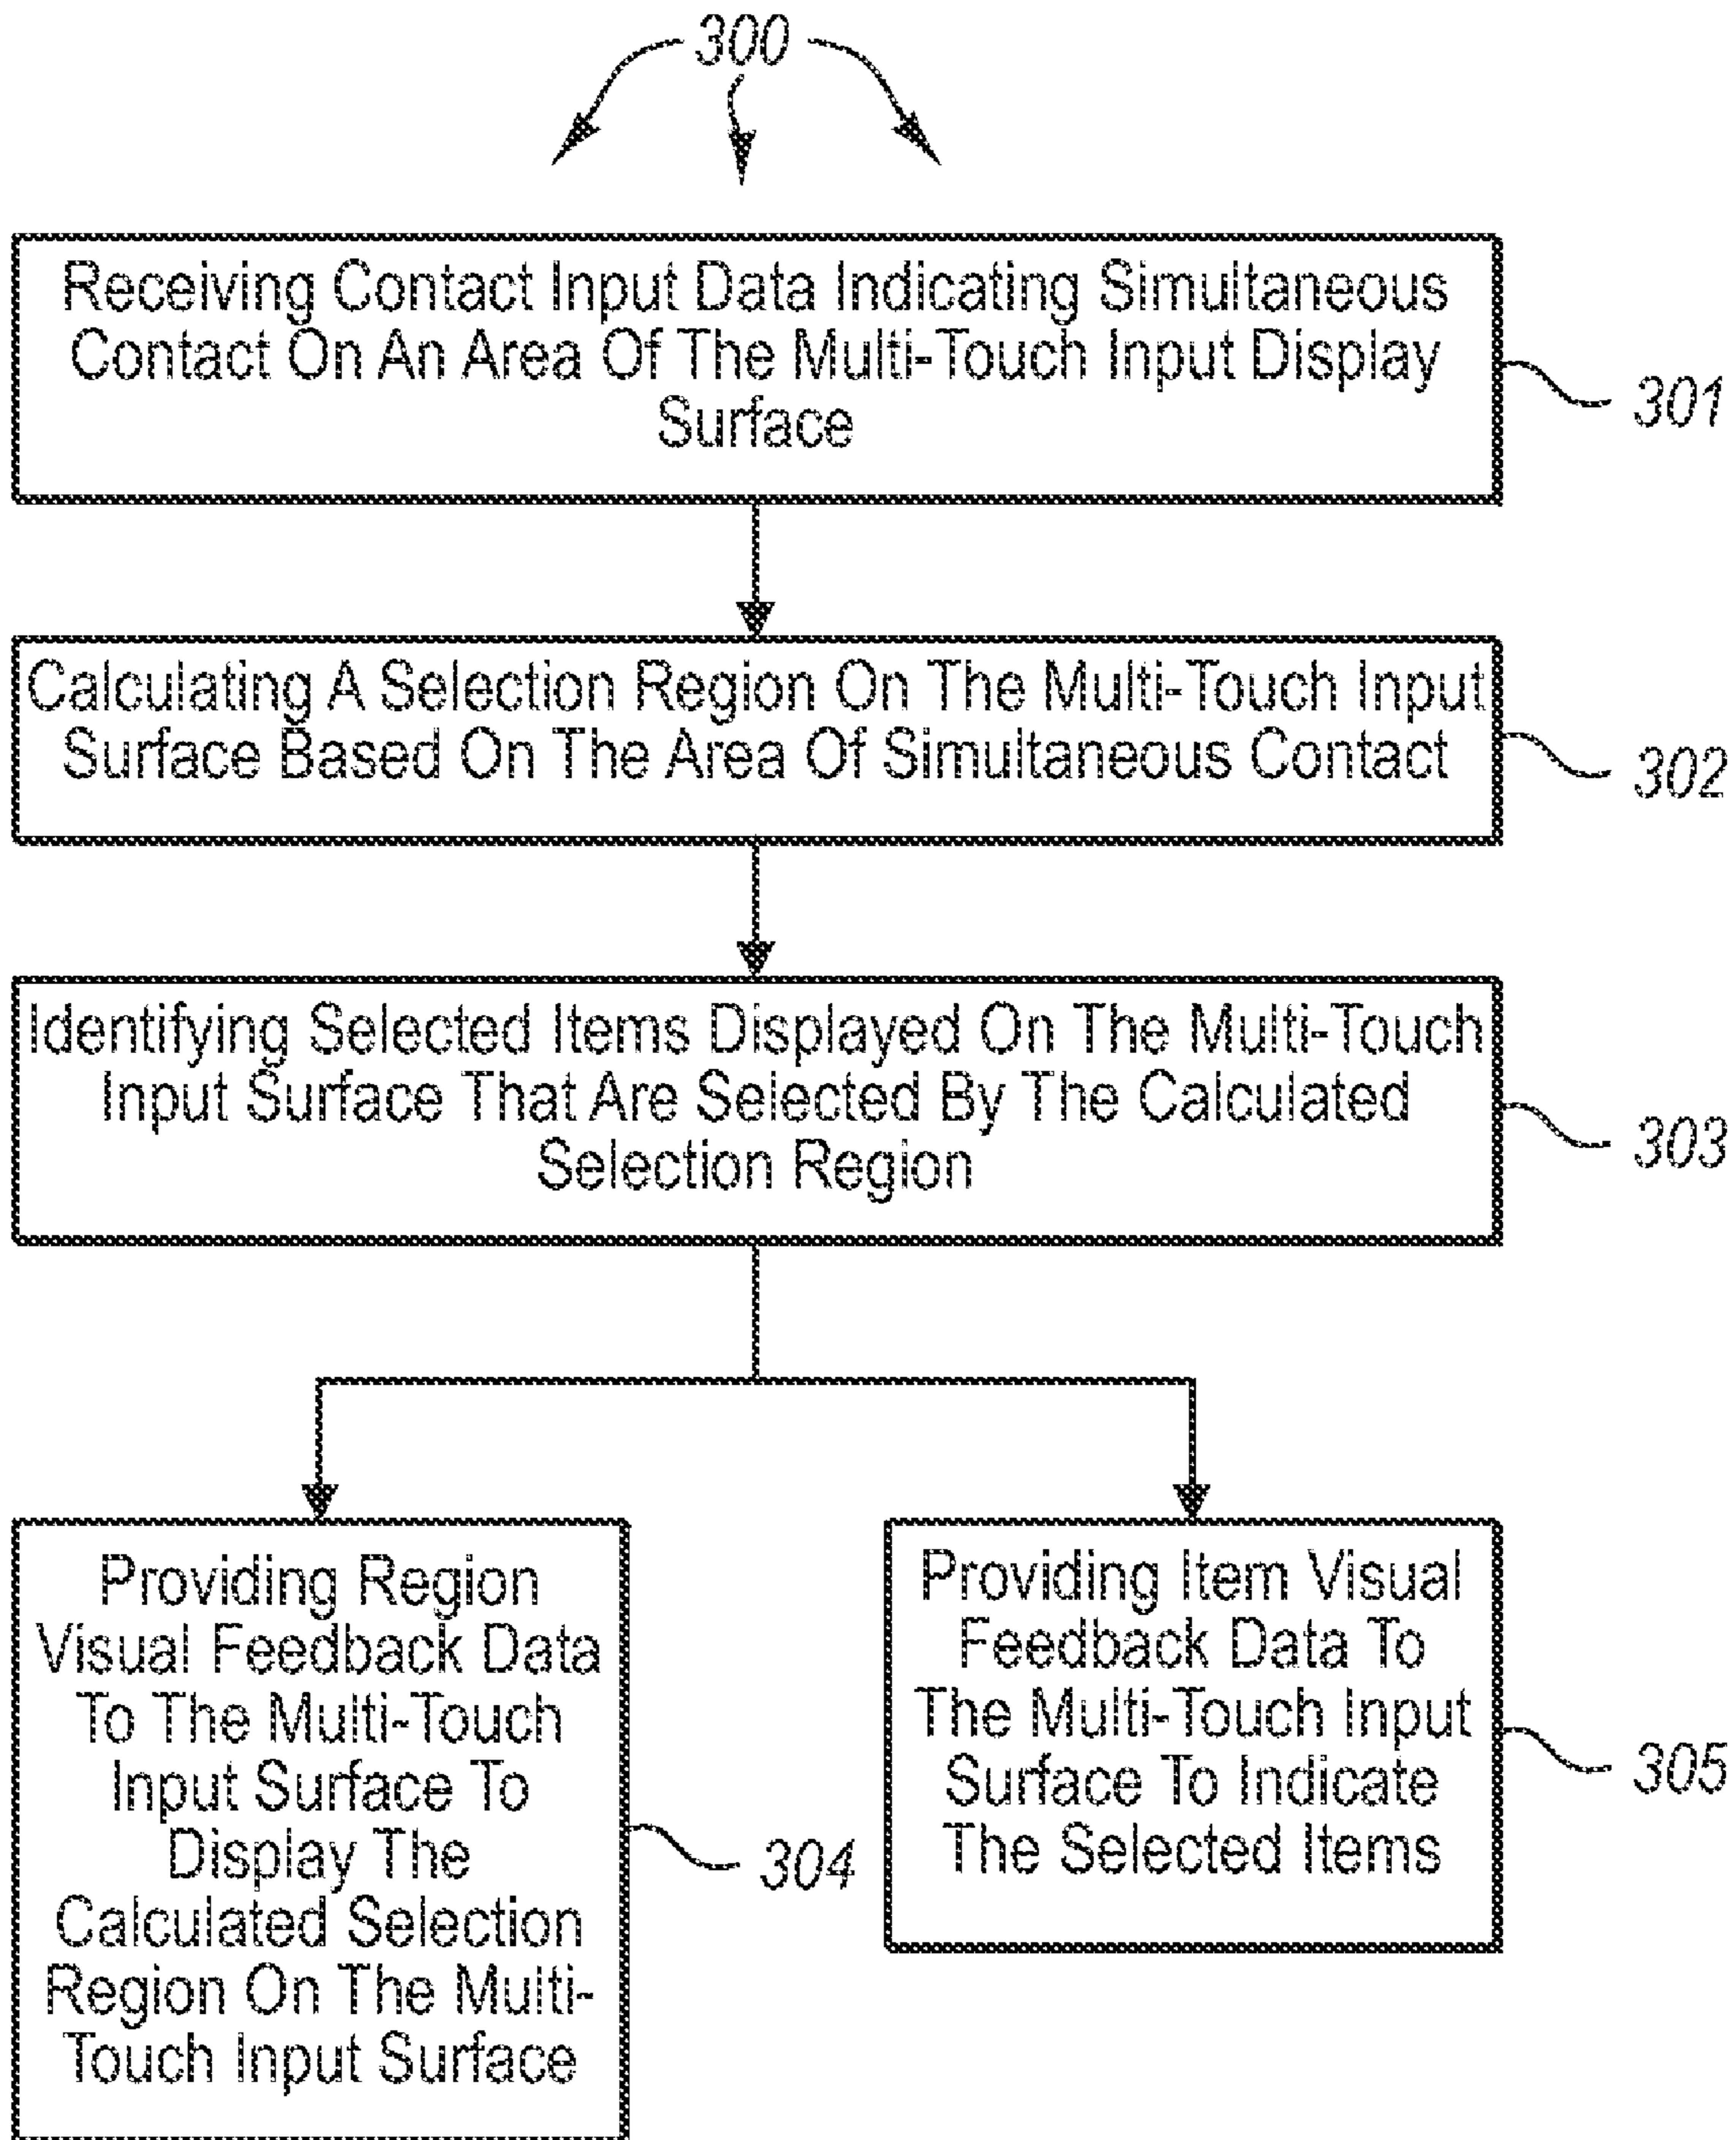 300
Receiving Contact Input Data Indicating Simultaneous
Contact On An Area Of The Multi-Touch Input Display
Surface
301
Calculating A Selection Region On The Multi-Touch Input
Surface Based On The Area Of Simultaneous Contact
302
Identifying Selected Items Displayed On The Multi-Touch
Input Surface That Are Selected By The Calculated
Selection Region
303
Providing Region
Visual Feedback Data
To The Multi-Touch
Input Surface To
Display The
Calculated Selection
Region On The Multi-
Touch Input Surface
304
Providing Item Visual
Feedback Data To
The Multi-Touch Input
Surface To Indicate
The Selected Items
305